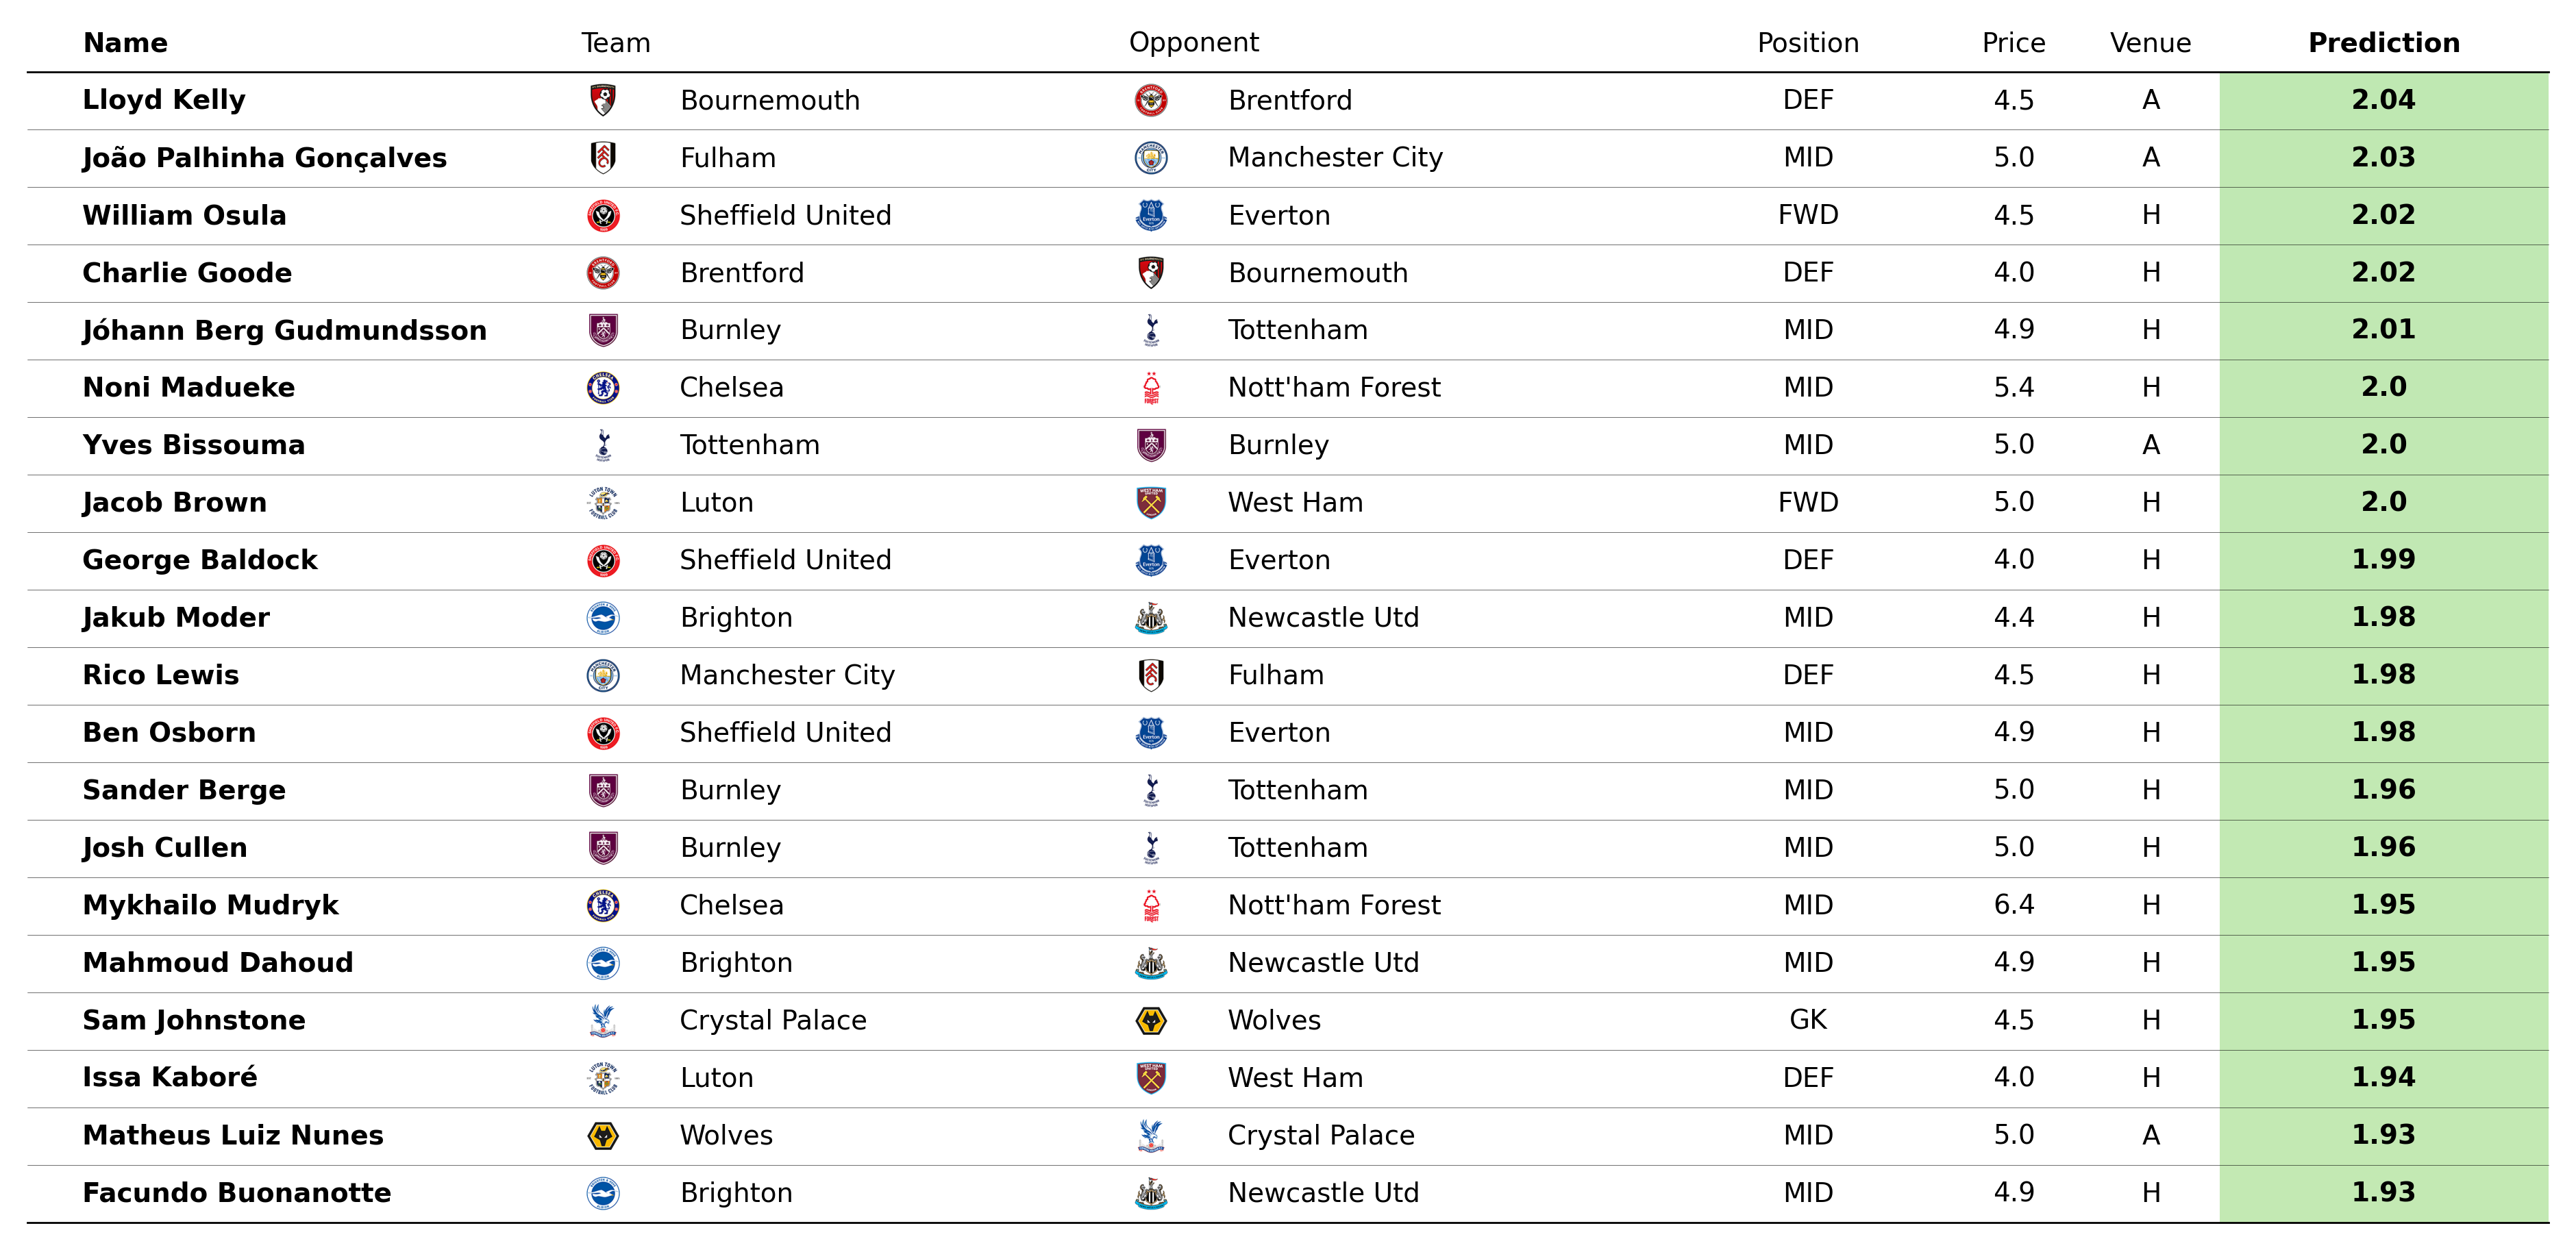 Name Team Opponent Position Price Venue Prediction
Lloyd Kelly Bournemouth Brentford DEF 4.5 A 2.04
João Palhinha Gonçalves Fulham Manchester City MID 5.0 A 2.03
William Osula Sheffield United Everton FWD 4.5 H 2.02
Charlie Goode Brentford Bournemouth DEF 4.0 H 2.02
Jóhann Berg Gudmundsson Burnley Tottenham MID 4.9 H 2.01
Noni Madueke Chelsea Nott'ham Forest MID 5.4 H 2.0
Yves Bissouma Tottenham Burnley MID 5.0 A 2.0
Jacob Brown Luton West Ham FWD 5.0 H 2.0
George Baldock Sheffield United Everton DEF 4.0 H 1.99
Jakub Moder Brighton Newcastle Utd MID 4.4 H 1.98
Rico Lewis Manchester City Fulham DEF 4.5 H 1.98
Ben Osborn Sheffield United Everton MID 4.9 H 1.98
Sander Berge Burnley Tottenham MID 5.0 H 1.96
Josh Cullen Burnley Tottenham MID 5.0 H 1.96
Mykhailo Mudryk Chelsea Nott'ham Forest MID 6.4 H 1.95
Mahmoud Dahoud Brighton Newcastle Utd MID 4.9 H 1.95
Sam Johnstone Crystal Palace Wolves GK 4.5 H 1.95
Issa Kaboré Luton West Ham DEF 4.0 H 1.94
Matheus Luiz Nunes Wolves Crystal Palace MID 5.0 A 1.93
Facundo Buonanotte Brighton Newcastle Utd MID 4.9 H 1.93